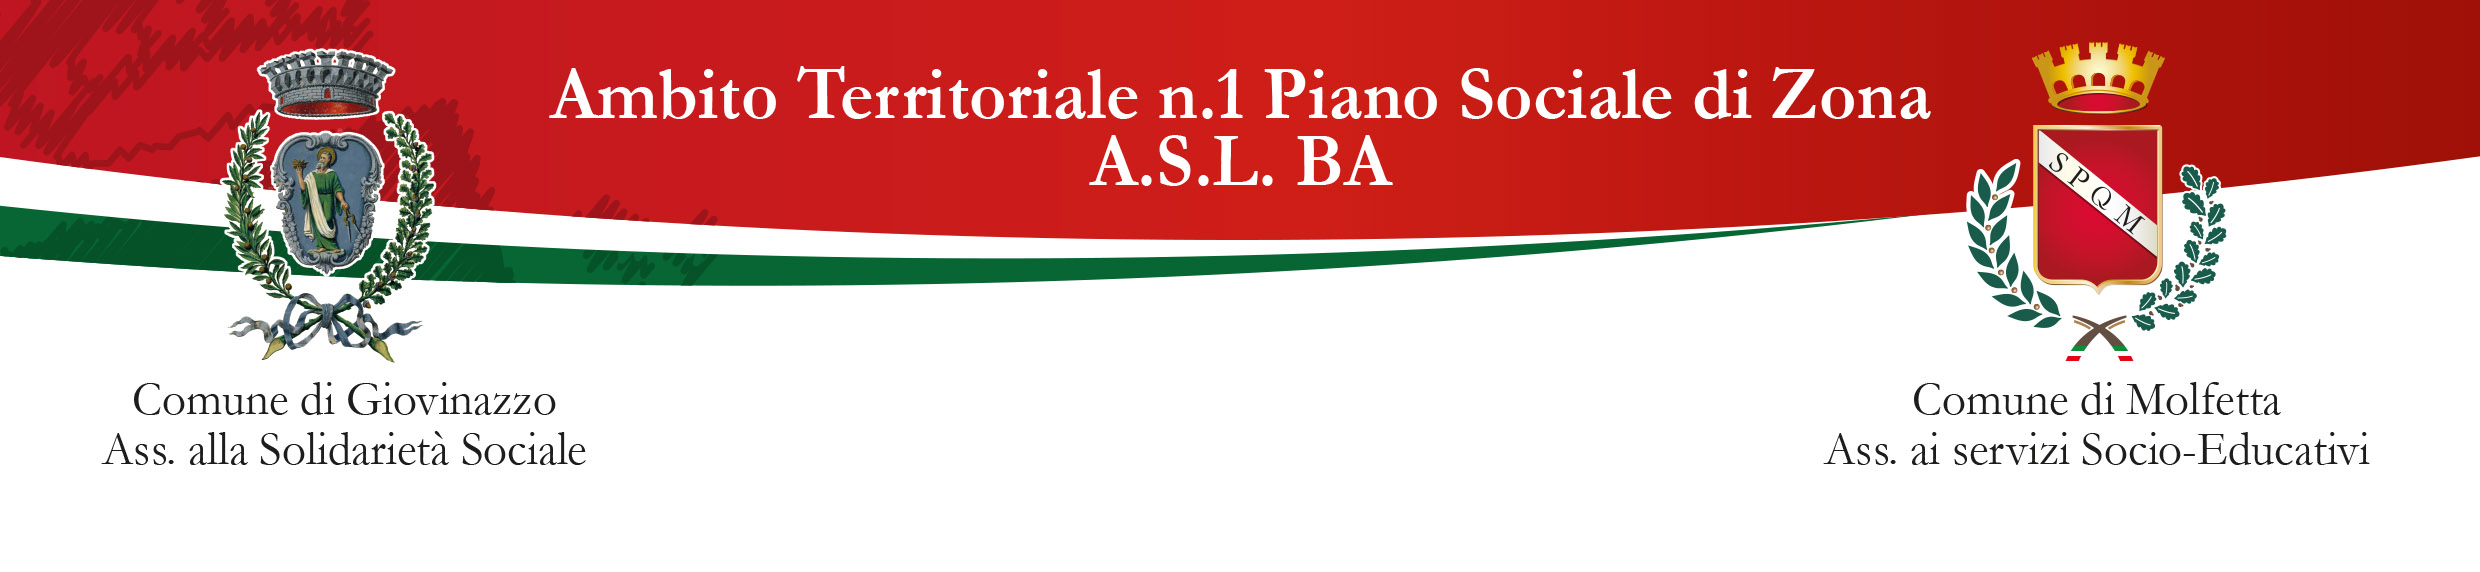 Ambito Territoriale n.1 Piano Sociale di Zona
A.S.L. BA
SPQM
Comune di Giovinazzo
Ass. alla Solidarietà Sociale
Comune di Molfetta
Ass. ai servizi Socio-Educativi